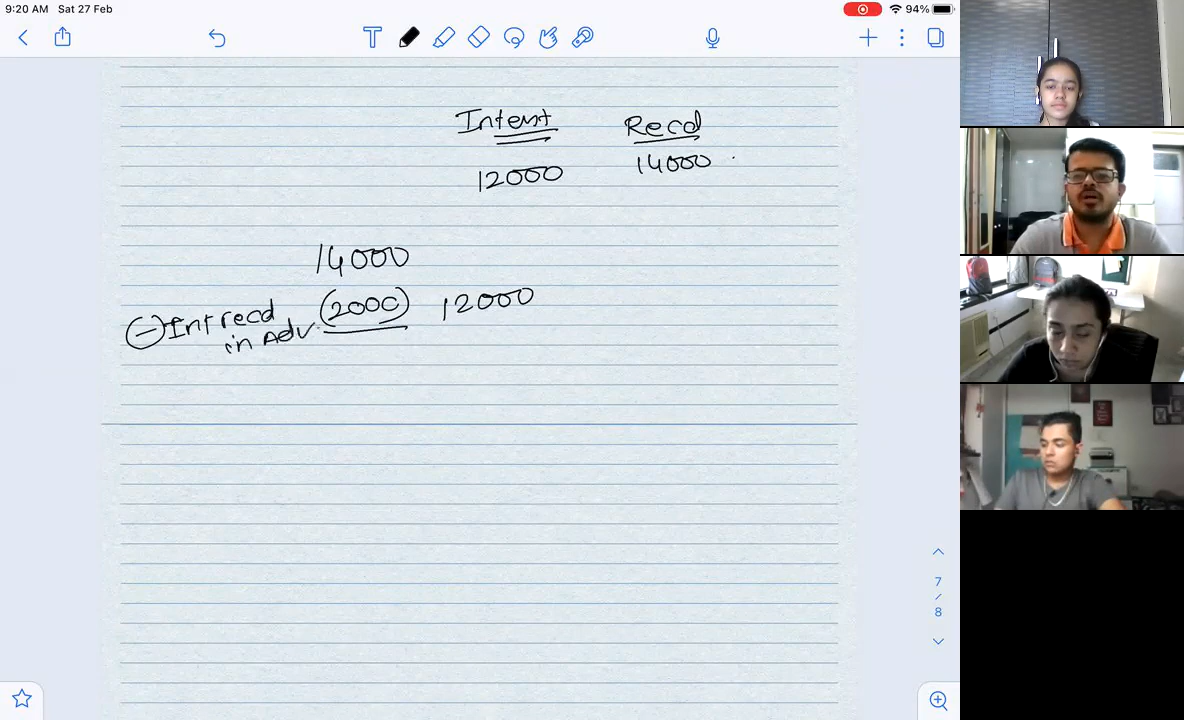 9:20 AM Sat 27 Feb
94%
Interest Recd
12000 14000
14000
(2000) 12000
- Int recd
in Adv.
7
/
8